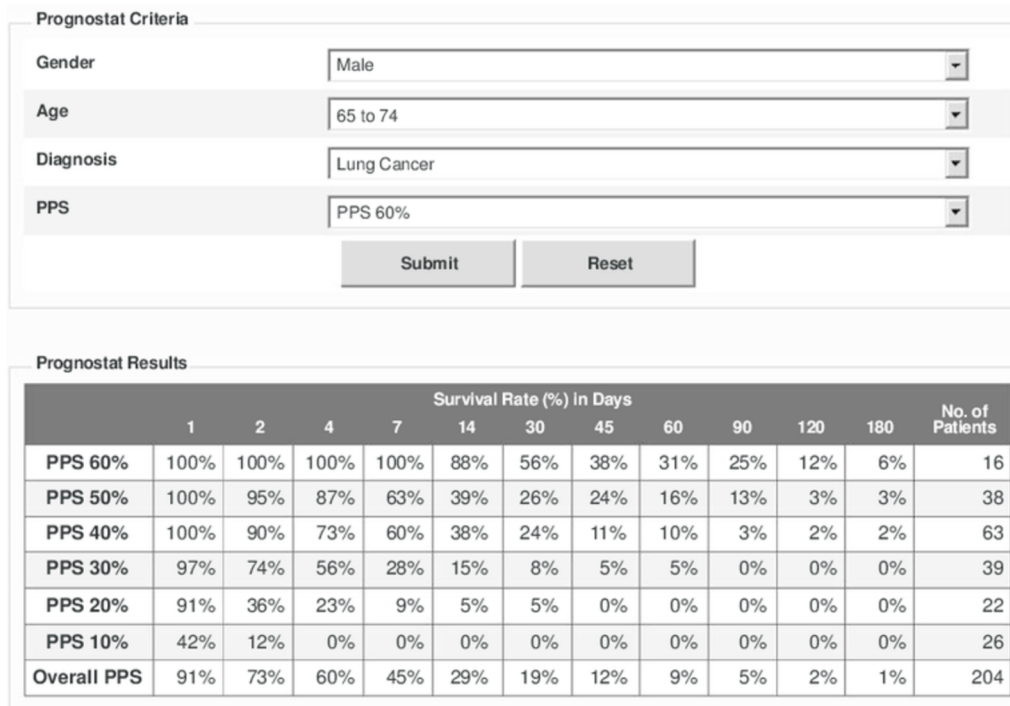 Prognostat Criteria
Gender Male
Age 65 to 74
Diagnosis Lung Cancer
PPS PPS 60%
Submit Reset
Prognostat Results
Survival Rate (%) in Days No. of Patients
1 2 4 7 14 30 45 60 90 120 180
PPS 60% 100% 100% 100% 100% 88% 56% 38% 31% 25% 12% 6% 16
PPS 50% 100% 95% 87% 63% 39% 26% 24% 16% 13% 3% 3% 38
PPS 40% 100% 90% 73% 60% 38% 24% 11% 10% 3% 2% 2% 63
PPS 30% 97% 74% 56% 28% 15% 8% 5% 5% 0% 0% 0% 39
PPS 20% 91% 36% 23% 9% 5% 5% 0% 0% 0% 0% 0% 22
PPS 10% 42% 12% 0% 0% 0% 0% 0% 0% 0% 0% 0% 26
Overall PPS 91% 73% 60% 45% 29% 19% 12% 9% 5% 2% 1% 204